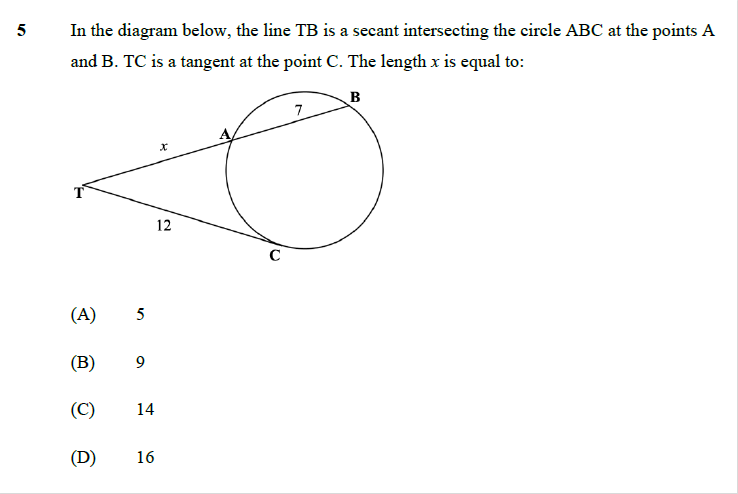 5 In the diagram below, the line TB is a secant intersecting the circle ABC at the points A
and B. TC is a tangent at the point C. The length x is equal to:
B
7
A
x
T
12
C
(A) 5
(B) 9
(C) 14
(D) 16